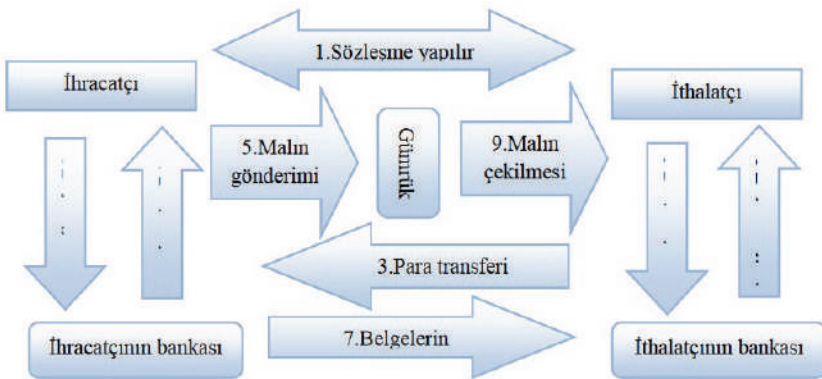 1.Sözleşme yapılır
İhracatçı
İthalatçı
5.Malın
gönderimi
Gümrük
9.Malın
çekilmesi
3.Para transferi
7.Belgelerin
İhracatçının bankası
İthalatçının bankası